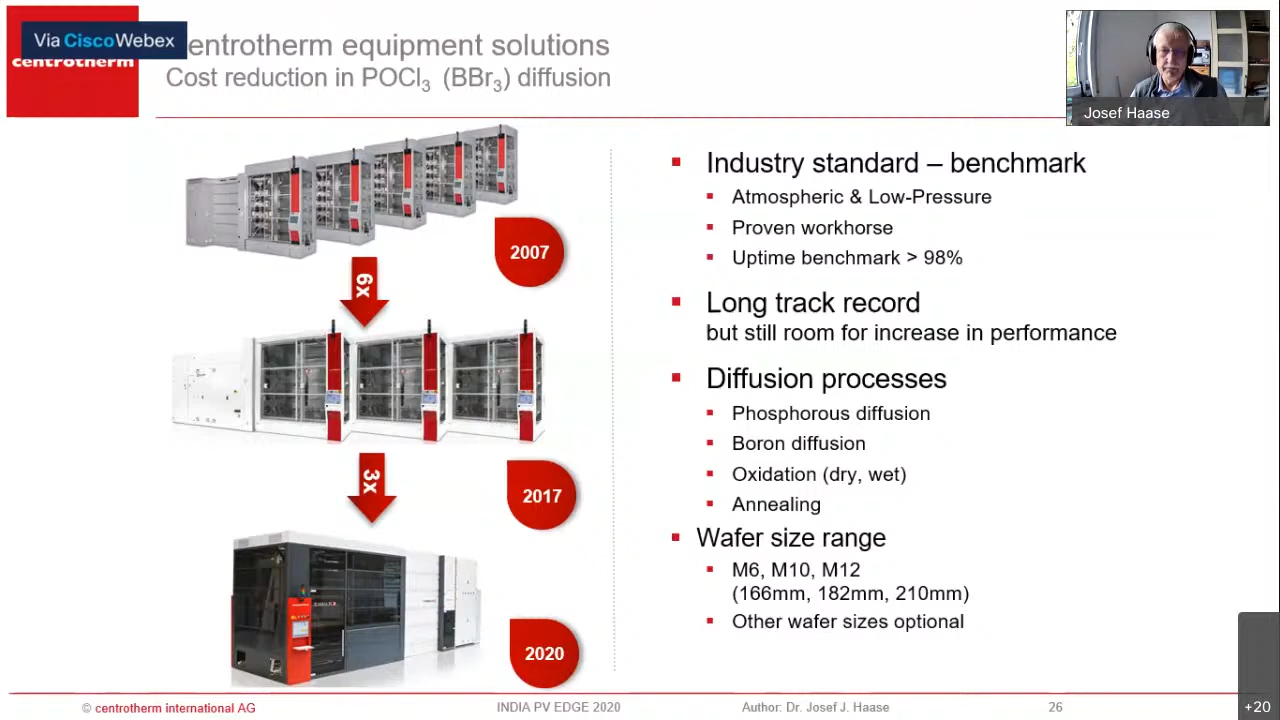 Via CiscoWebex
centrotherm
entrotherm equipment solutions
Cost reduction in POCl₃ (BBr₃) diffusion
Josef Haase
2007
6x
2017
3x
2020
Industry standard – benchmark
Atmospheric & Low-Pressure
Proven workhorse
Uptime benchmark > 98%
Long track record
but still room for increase in performance
Diffusion processes
Phosphorous diffusion
Boron diffusion
Oxidation (dry, wet)
Annealing
Wafer size range
M6, M10, M12
(166mm, 182mm, 210mm)
Other wafer sizes optional
© centrotherm international AG
INDIA PV EDGE 2020
Author: Dr. Josef J. Haase
26
+20